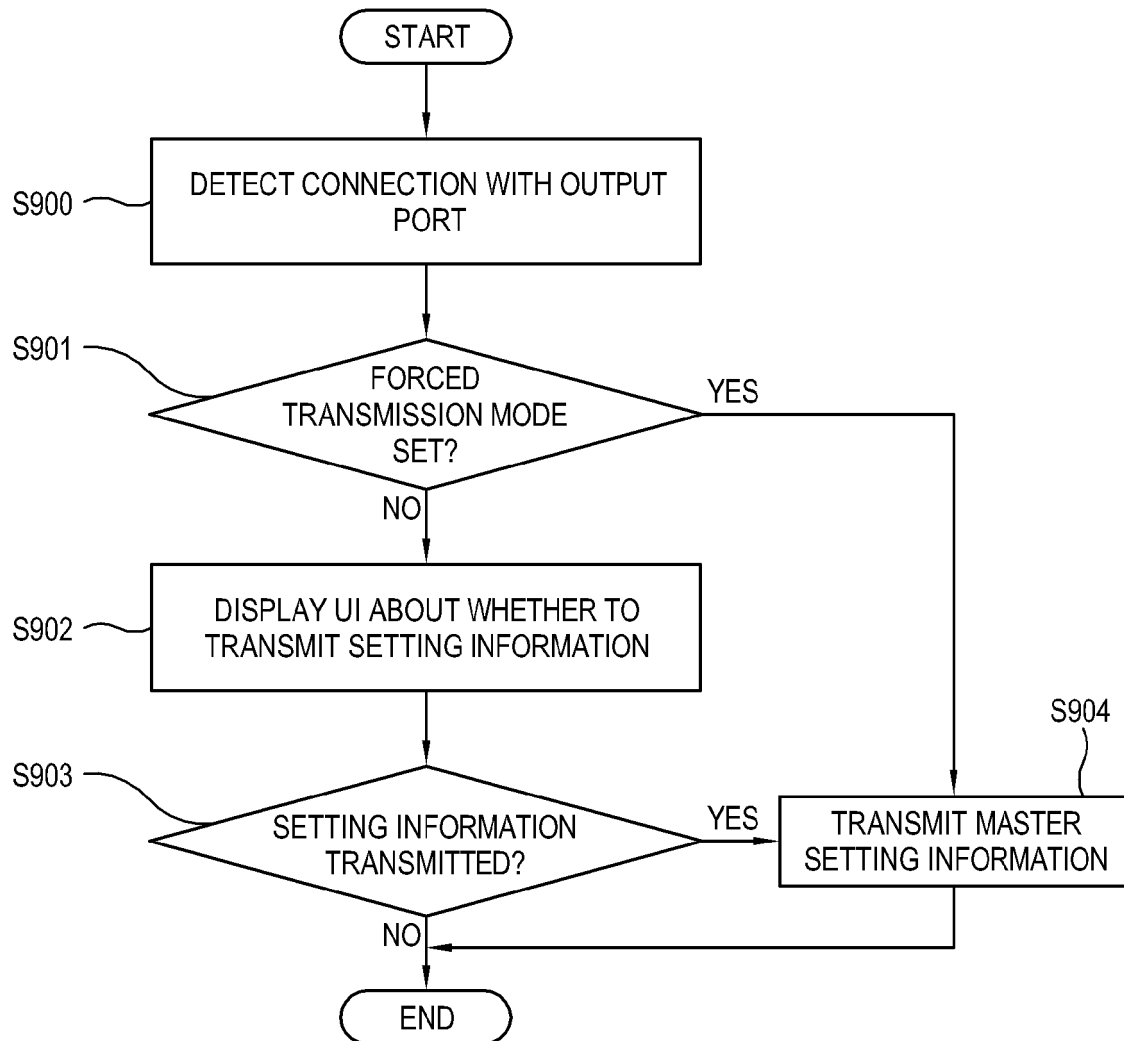 START
S900
DETECT CONNECTION WITH OUTPUT
PORT
S901
FORCED
TRANSMISSION MODE
SET?
YES
NO
S902
DISPLAY UI ABOUT WHETHER TO
TRANSMIT SETTING INFORMATION
S904
S903
SETTING INFORMATION
TRANSMITTED?
YES
TRANSMIT MASTER
SETTING INFORMATION
NO
END